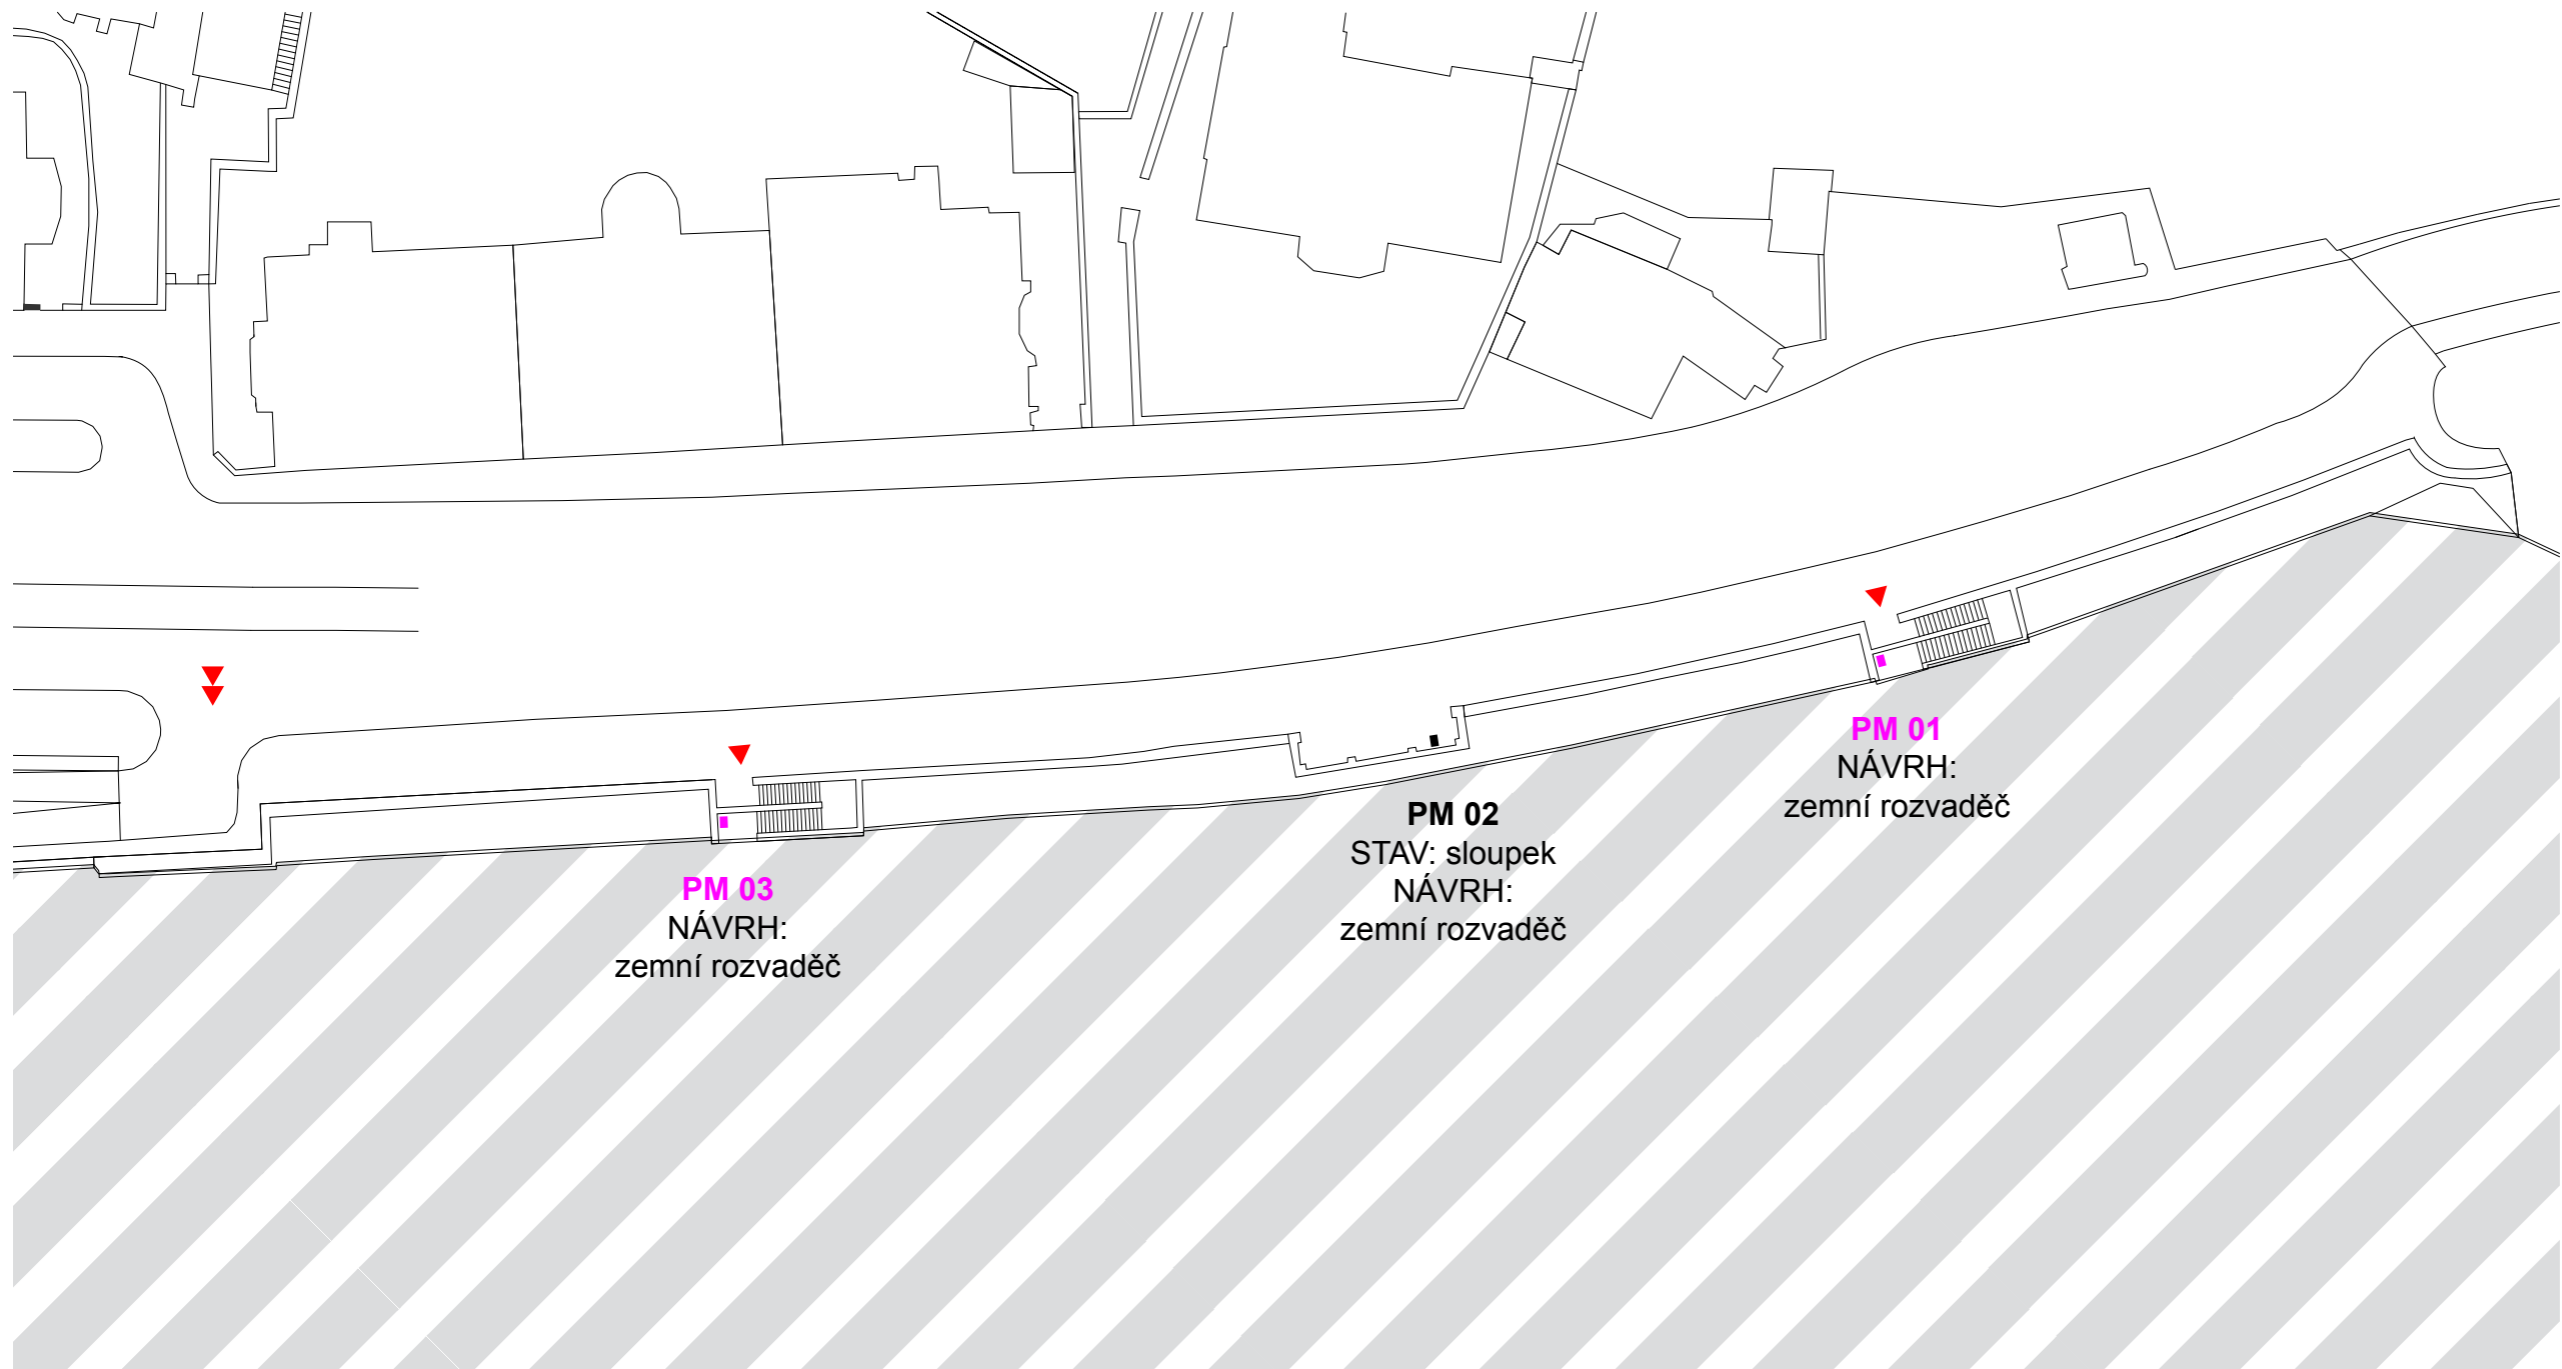 PM 01
NÁVRH:
zemní rozvaděč
PM 02
STAV: sloupek
NÁVRH:
zemní rozvaděč
PM 03
NÁVRH:
zemní rozvaděč